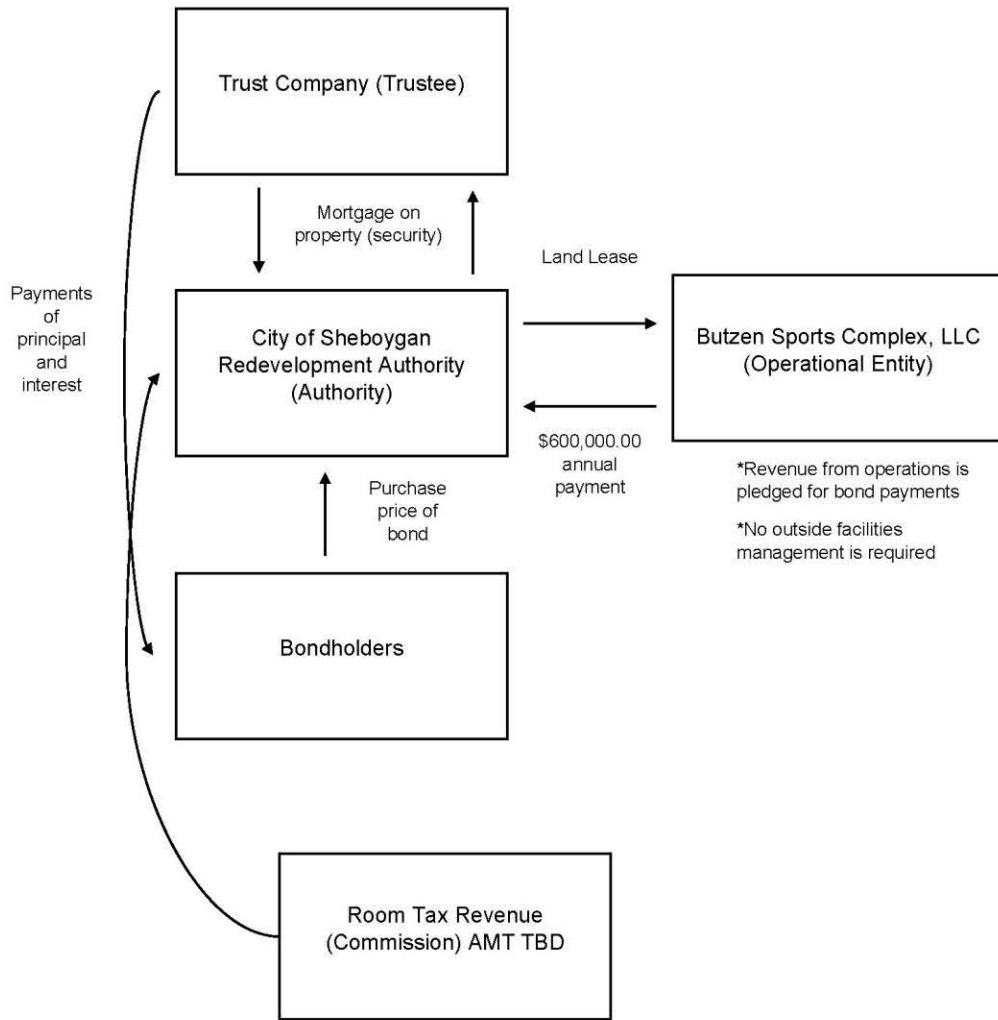 Trust Company (Trustee)
Mortgage on
property (security)
Land Lease
Payments
of
principal
and
interest
City of Sheboygan
Redevelopment Authority
(Authority)
Butzen Sports Complex, LLC
(Operational Entity)
$600,000.00
annual
payment
*Revenue from operations is
pledged for bond payments
*No outside facilities
management is required
Purchase
price of
bond
Bondholders
Room Tax Revenue
(Commission) AMT TBD